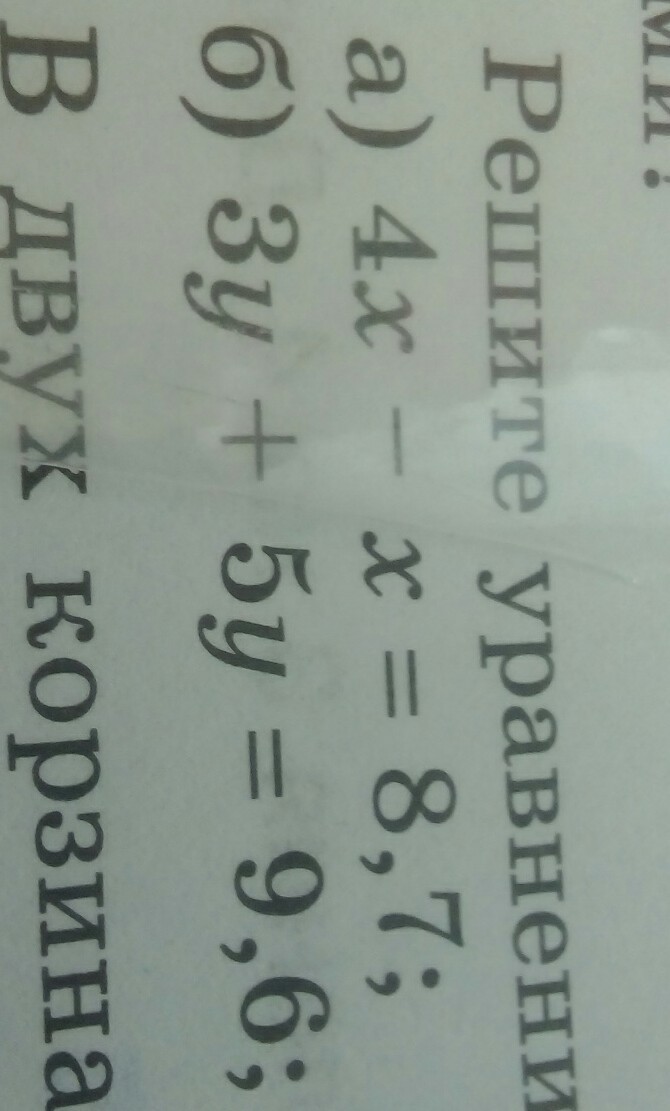 Решите уравнени
а) 4x − x = 8,7;
б) 3y + 5y = 9,6;
В двух корзина